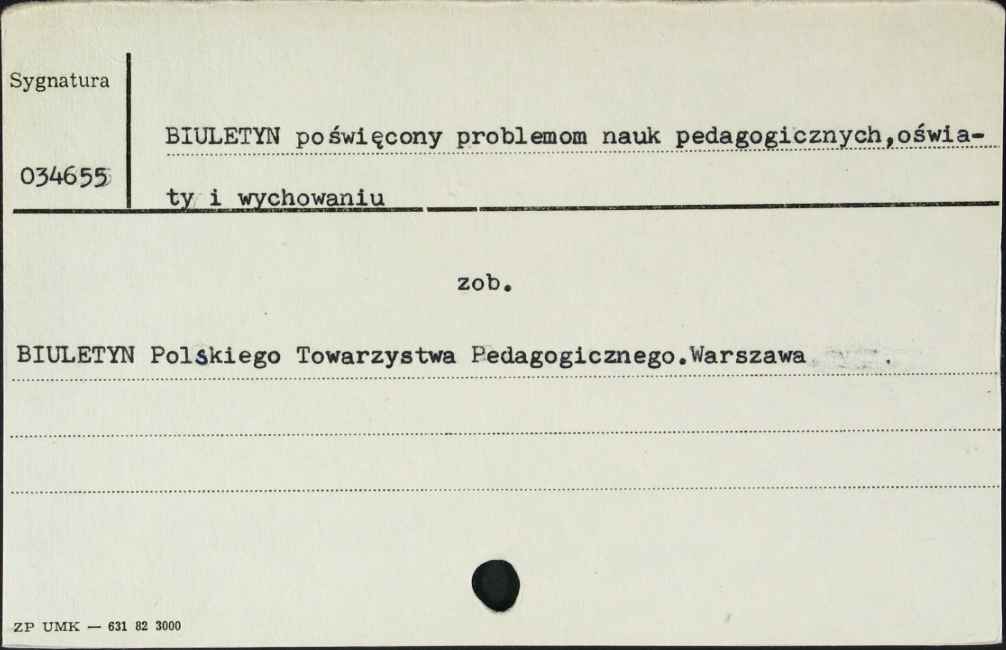 Sygnatura
BIULETYN poświęcony problemom nauk pedagogicznych,oświa-
034655
ty i wychowaniu
zob.
BIULETYN Polskiego Towarzystwa Pedagogicznego.Warszawa
ZP UMK — 631 82 3000